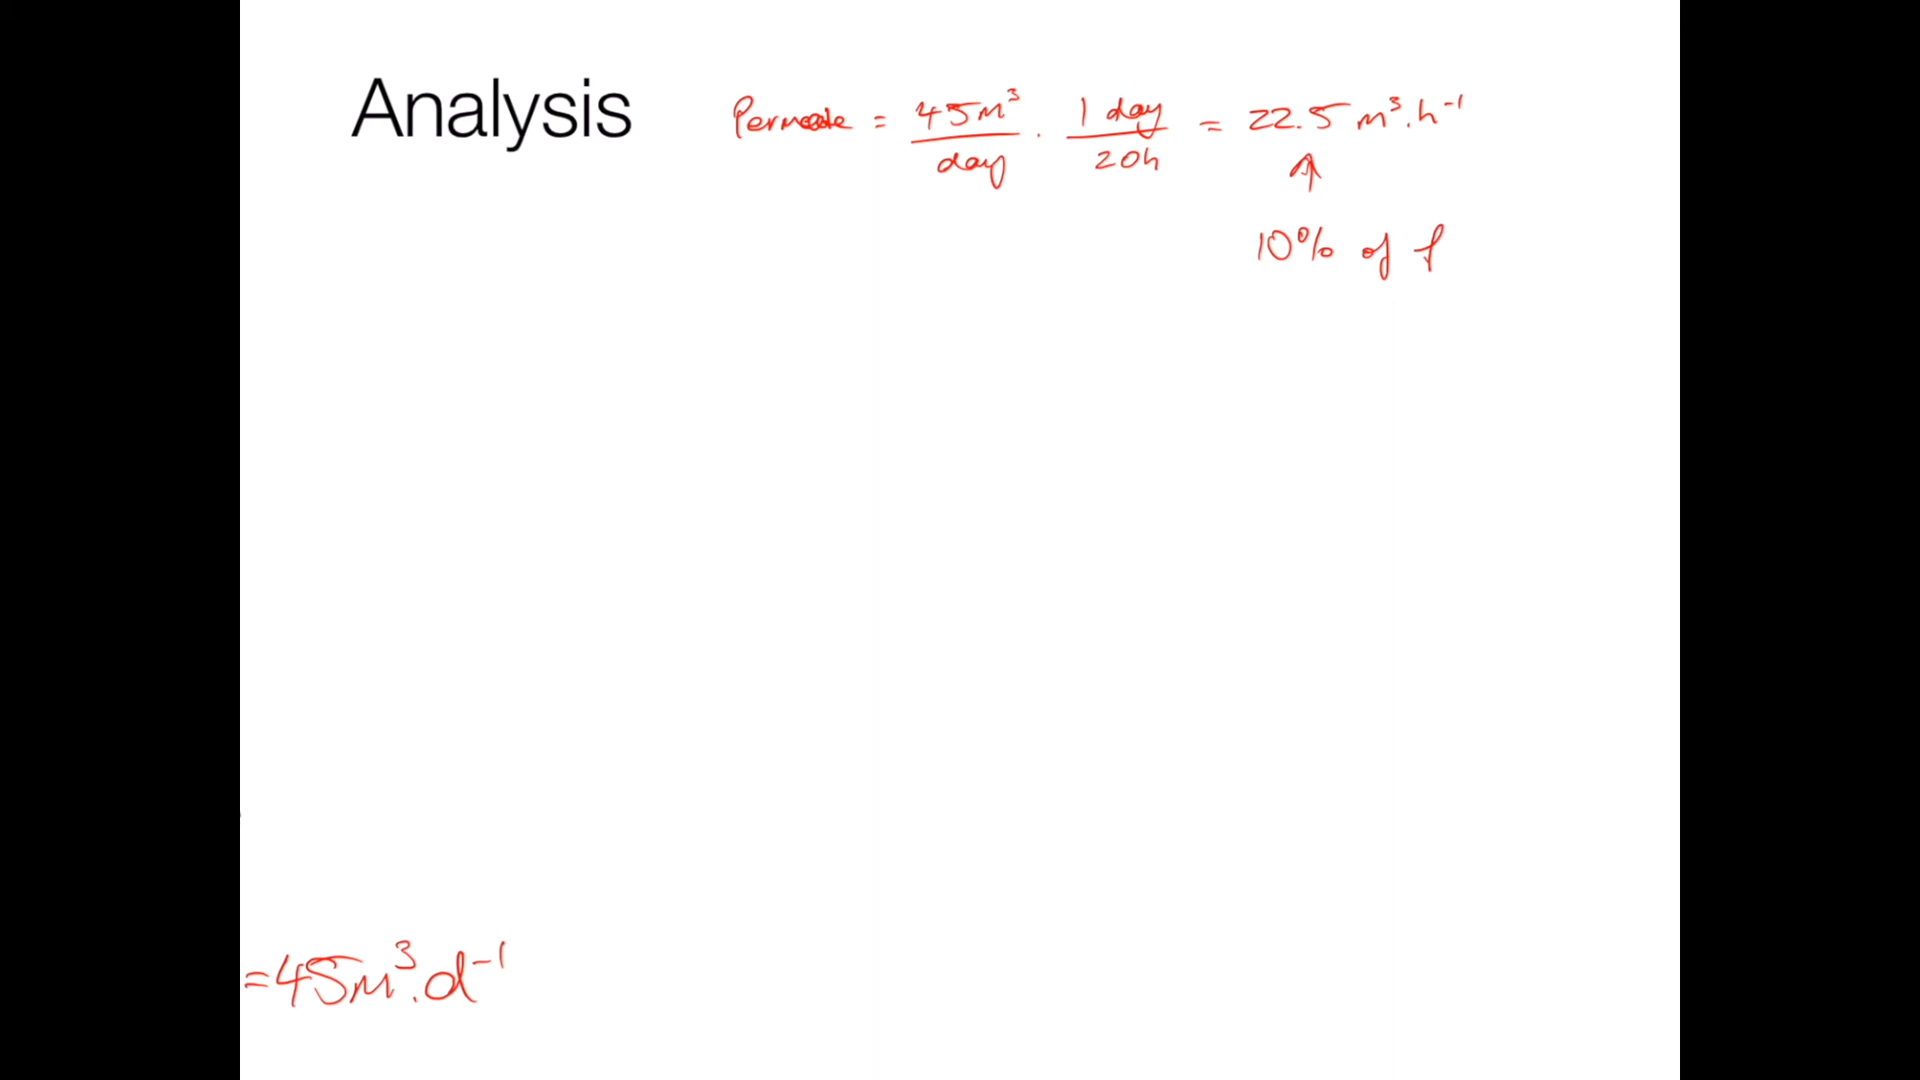 Analysis
Permeate = 45m³/day · 1 day/20h = 22.5 m³.h⁻¹
↑
10% of f
=45m³.d⁻¹